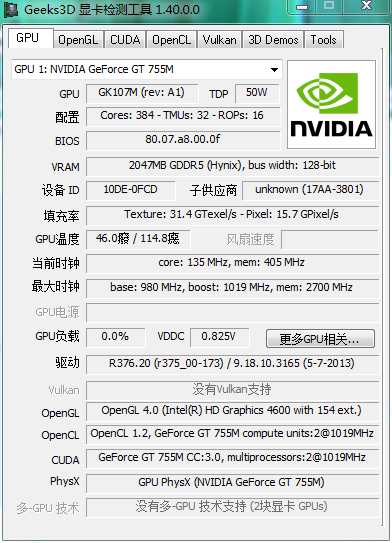 Geeks3D 显卡检测工具 1.40.0.0
GPU OpenGL CUDA OpenCL Vulkan 3D Demos Tools
GPU 1: NVIDIA GeForce GT 755M
GPU GK107M (rev: A1) TDP 50W
配置 Cores: 384 - TMUs: 32 - ROPs: 16
BIOS 80.07.a8.00.0f
NVIDIA
VRAM 2047MB GDDR5 (Hynix), bus width: 128-bit
设备 ID 10DE-0FCD 子供应商 unknown (17AA-3801)
填充率 Texture: 31.4 GTexel/s - Pixel: 15.7 GPixel/s
GPU温度 46.0癈 / 114.8癋 风扇速度
当前时钟 core: 135 MHz, mem: 405 MHz
最大时钟 base: 980 MHz, boost: 1019 MHz, mem: 2700 MHz
GPU电源
GPU负载 0.0% VDDC 0.825V 更多GPU相关...
驱动 R376.20 (r375_00-173) / 9.18.10.3165 (5-7-2013)
Vulkan 没有Vulkan支持
OpenGL OpenGL 4.0 (Intel(R) HD Graphics 4600 with 154 ext.)
OpenCL OpenCL 1.2, GeForce GT 755M compute units:2@1019MHz
CUDA GeForce GT 755M CC:3.0, multiprocessors:2@1019MHz
PhysX GPU PhysX (NVIDIA GeForce GT 755M)
多-GPU 技术 没有多-GPU 技术支持 (2块显卡 GPUs)